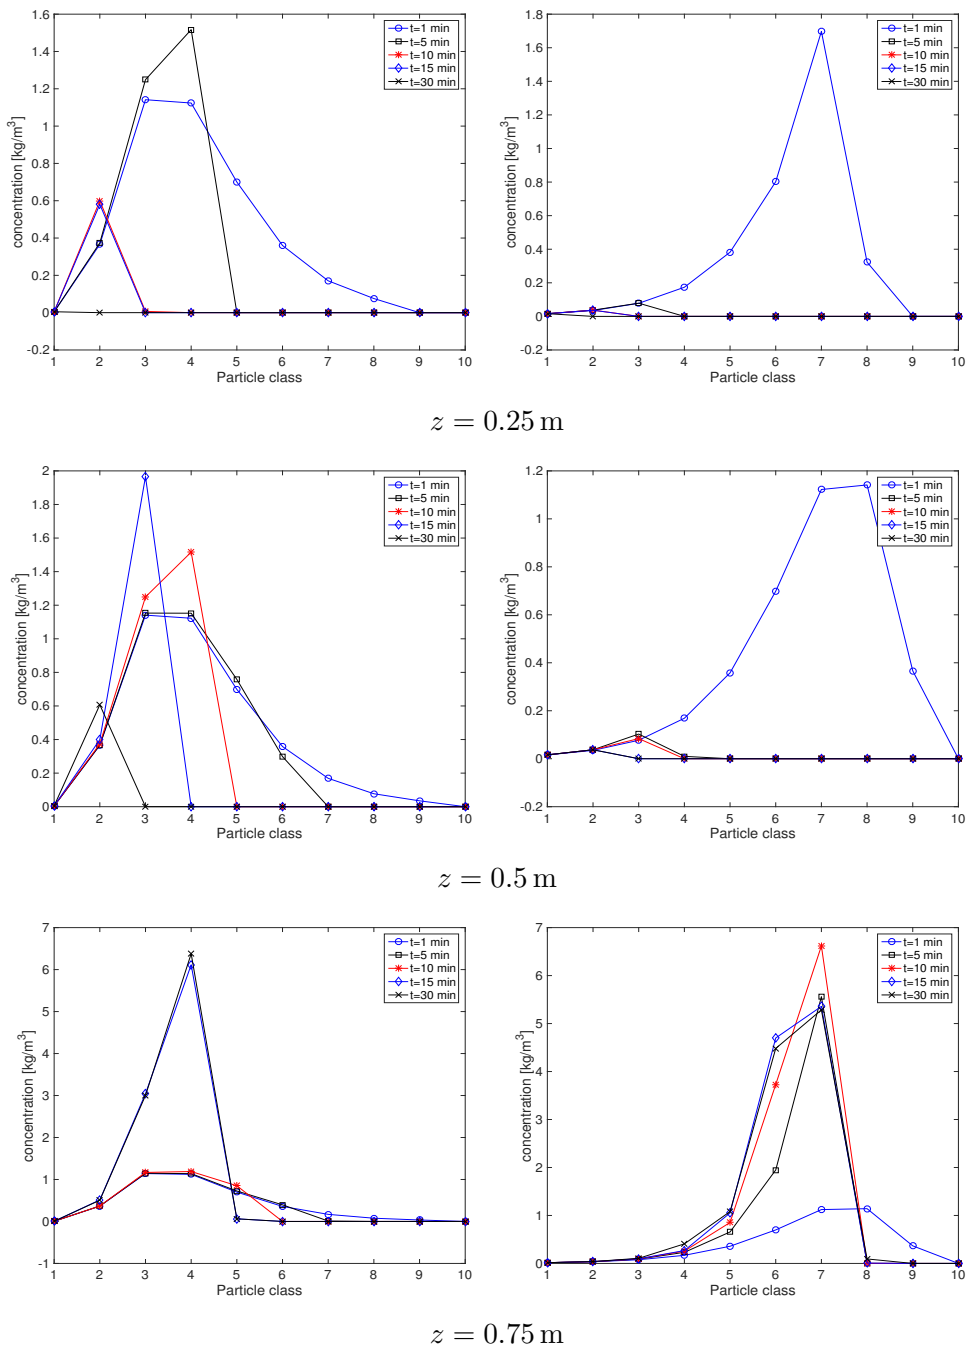 1.6
1.4
1.2
1
0.8
0.6
0.4
0.2
0
-0.2
concentration [kg/m³]
1 2 3 4 5 6 7 8 9 10
Particle class
t=1 min
t=5 min
t=10 min
t=15 min
t=30 min
1.8
1.6
1.4
1.2
1
0.8
0.6
0.4
0.2
0
-0.2
concentration [kg/m³]
1 2 3 4 5 6 7 8 9 10
Particle class
t=1 min
t=5 min
t=10 min
t=15 min
t=30 min
z = 0.25 m
2
1.8
1.6
1.4
1.2
1
0.8
0.6
0.4
0.2
0
concentration [kg/m³]
1 2 3 4 5 6 7 8 9 10
Particle class
t=1 min
t=5 min
t=10 min
t=15 min
t=30 min
1.2
1
0.8
0.6
0.4
0.2
0
-0.2
concentration [kg/m³]
1 2 3 4 5 6 7 8 9 10
Particle class
t=1 min
t=5 min
t=10 min
t=15 min
t=30 min
z = 0.5 m
7
6
5
4
3
2
1
0
-1
concentration [kg/m³]
1 2 3 4 5 6 7 8 9 10
Particle class
t=1 min
t=5 min
t=10 min
t=15 min
t=30 min
7
6
5
4
3
2
1
0
concentration [kg/m³]
1 2 3 4 5 6 7 8 9 10
Particle class
t=1 min
t=5 min
t=10 min
t=15 min
t=30 min
z = 0.75 m